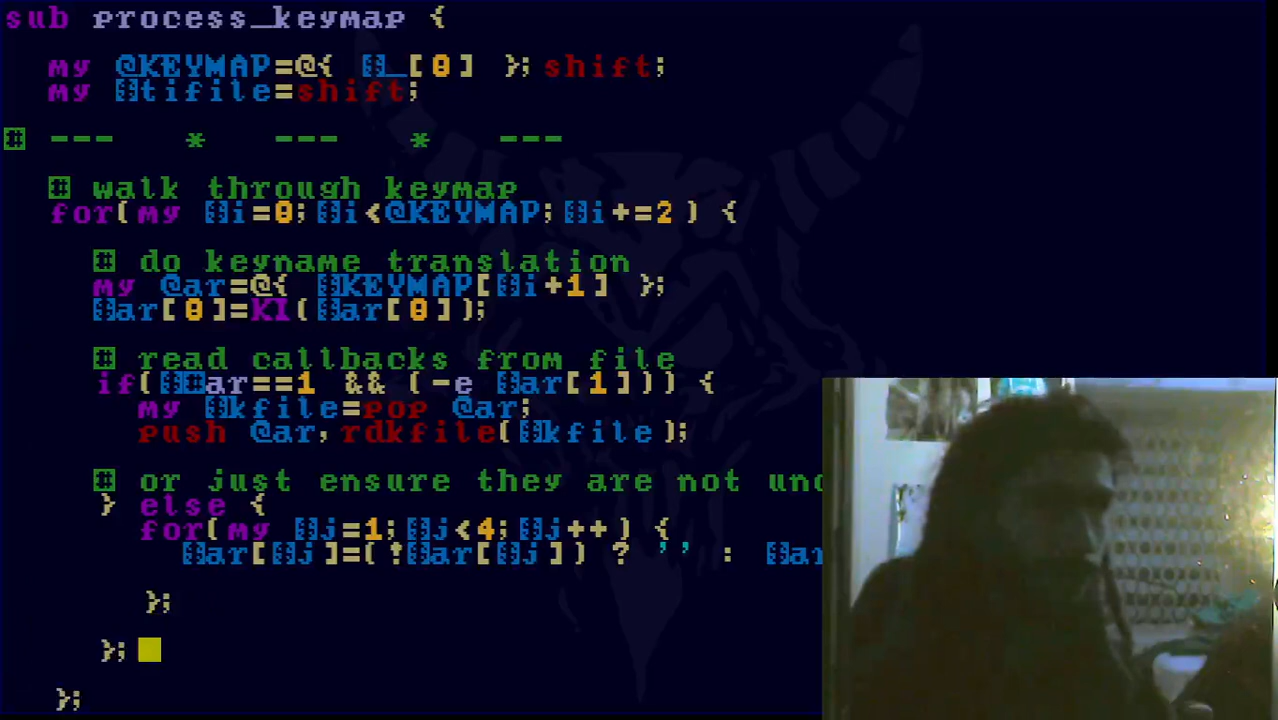 sub process_keymap {
my @KEYMAP=@{ $_[0] }; shift;
my $tifile=shift;
# --- * --- * ---
# walk through keymap
for(my $i=0;$i<@KEYMAP;$i+=2) {
# do keyname translation
my @ar=@{ $KEYMAP[$i+1] };
$ar[0]=KI($ar[0]);
# read callbacks from file
if($#ar==1 && (-e $ar[1])) {
my $kfile=pop @ar;
push @ar,rdkfile($kfile);
# or just ensure they are not
} else {
for(my $j=1;$j<4;$j++) {
$ar[$j]=(!$ar[$j]) ? '' : $ar
};
};
};